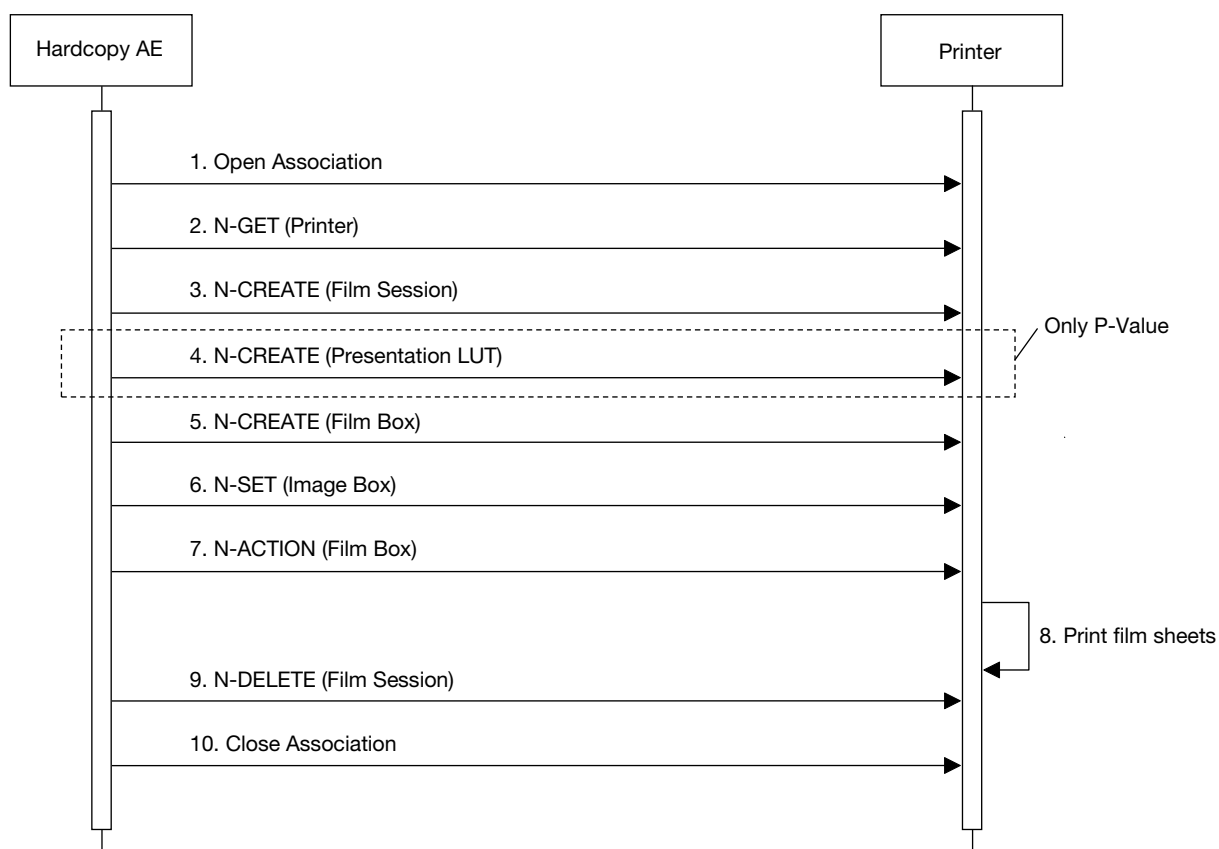 Hardcopy AE
Printer
1. Open Association
2. N-GET (Printer)
3. N-CREATE (Film Session)
Only P-Value
4. N-CREATE (Presentation LUT)
5. N-CREATE (Film Box)
6. N-SET (Image Box)
7. N-ACTION (Film Box)
8. Print film sheets
9. N-DELETE (Film Session)
10. Close Association